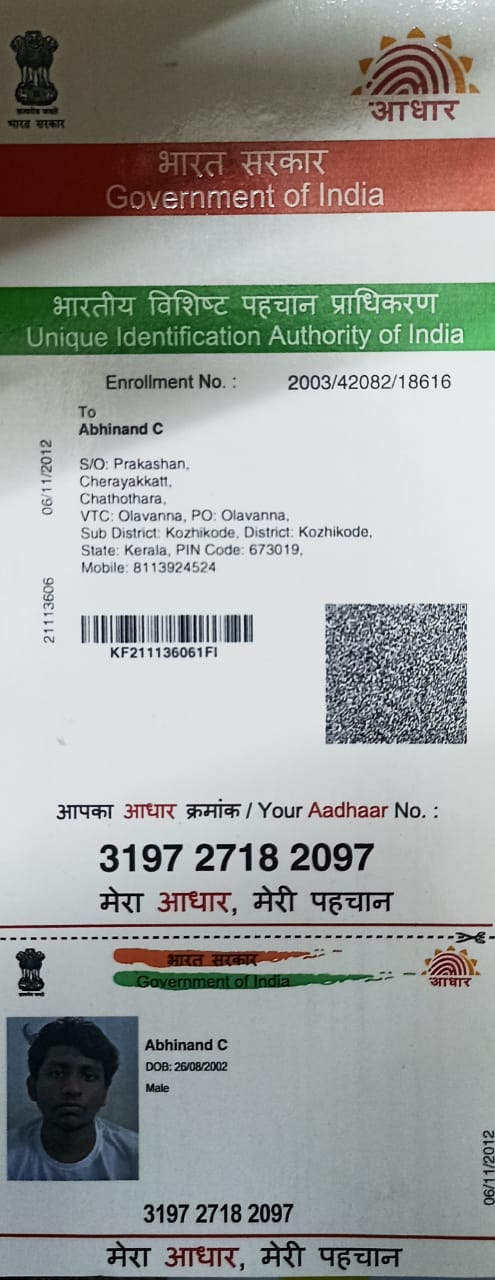 भारत सरकार
आधार
भारत सरकार
Government of India
भारतीय विशिष्ट पहचान प्राधिकरण
Unique Identification Authority of India
Enrollment No. : 2003/42082/18616
To
Abhinand C
S/O: Prakashan,
Cherayakkatt,
Chathothara,
VTC: Olavanna, PO: Olavanna,
Sub District: Kozhikode, District: Kozhikode,
State: Kerala, PIN Code: 673019,
Mobile: 8113924524
06/11/2012
21113606
KF211136061FI
आपका आधार क्रमांक / Your Aadhaar No. :
3197 2718 2097
मेरा आधार, मेरी पहचान
भारत सरकार
Government of India
आधार
Abhinand C
DOB: 26/08/2002
Male
06/11/2012
3197 2718 2097
मेरा आधार, मेरी पहचान